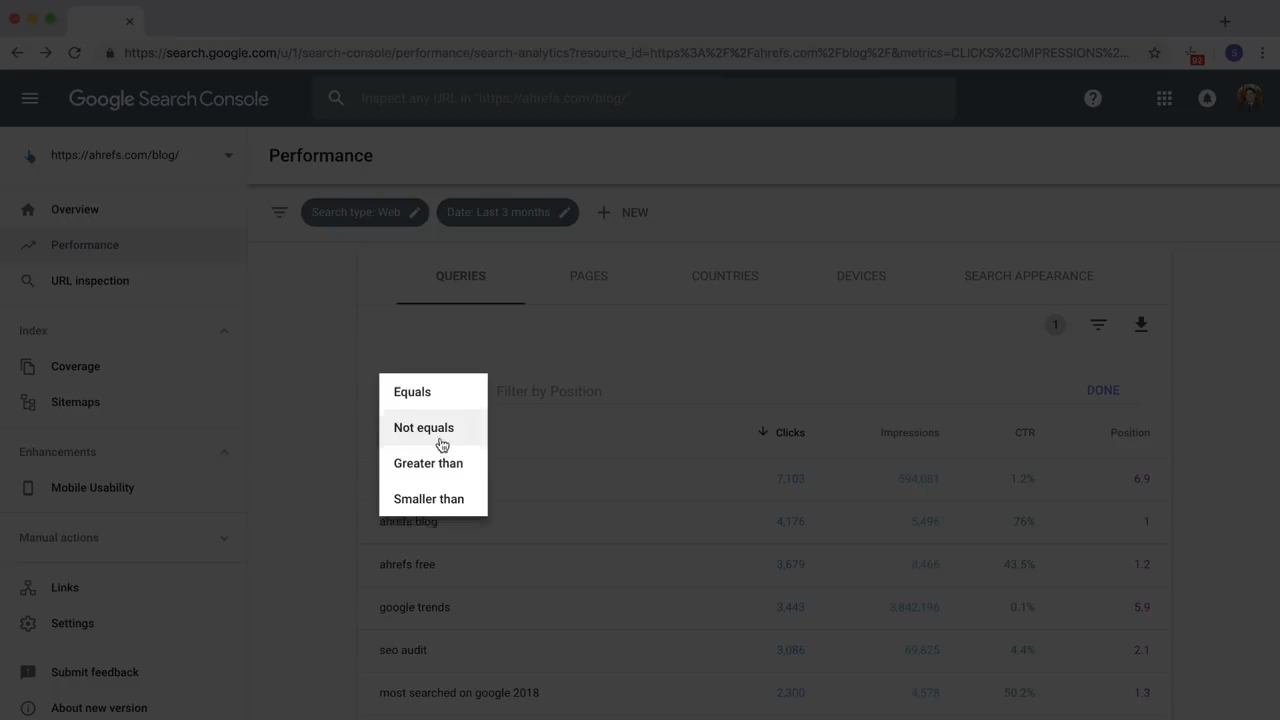 https://search.google.com/u/1/search-console/performance/search-analytics?resource_id=https%3A%2F%2Fahrefs.com%2Fblog%2F&metrics=CLICKS%2CIMPRESSIONS%2...
92
S
Google Search Console
Inspect any URL in "https://ahrefs.com/blog/"
https://ahrefs.com/blog/
Performance
Overview
Search type: Web
Date: Last 3 months
NEW
Performance
URL inspection
QUERIES
PAGES
COUNTRIES
DEVICES
SEARCH APPEARANCE
Index
1
Coverage
Sitemaps
Equals
Filter by Position
DONE
Not equals
Clicks
Impressions
CTR
Position
Enhancements
Greater than
7,103
594,081
1.2%
6.9
Mobile Usability
Smaller than
ahrefs blog
4,176
5,496
76%
1
Manual actions
ahrefs free
3,679
8,466
43.5%
1.2
Links
google trends
3,443
3,842,196
0.1%
5.9
Settings
seo audit
3,086
69,675
4.4%
2.1
Submit feedback
most searched on google 2018
2,300
4,578
50.2%
1.3
About new version